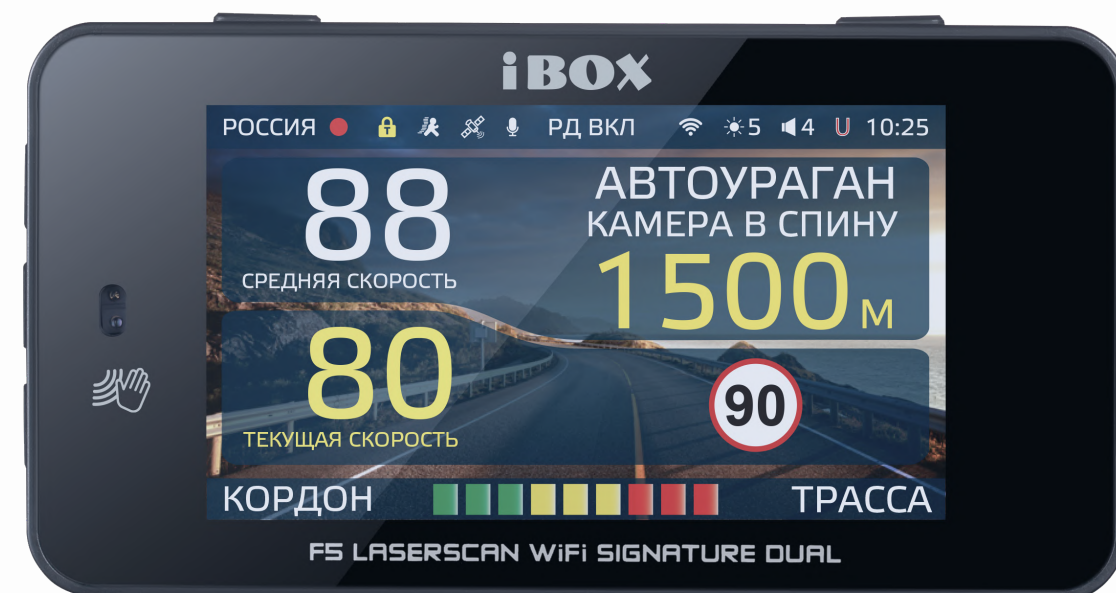 iBOX
РОССИЯ РД ВКЛ 5 4 10:25
88
СРЕДНЯЯ СКОРОСТЬ
АВТОУРАГАН
КАМЕРА В СПИНУ
1500 М
80
ТЕКУЩАЯ СКОРОСТЬ
90
КОРДОН ТРАССА
F5 LASERSCAN WiFi SIGNATURE DUAL